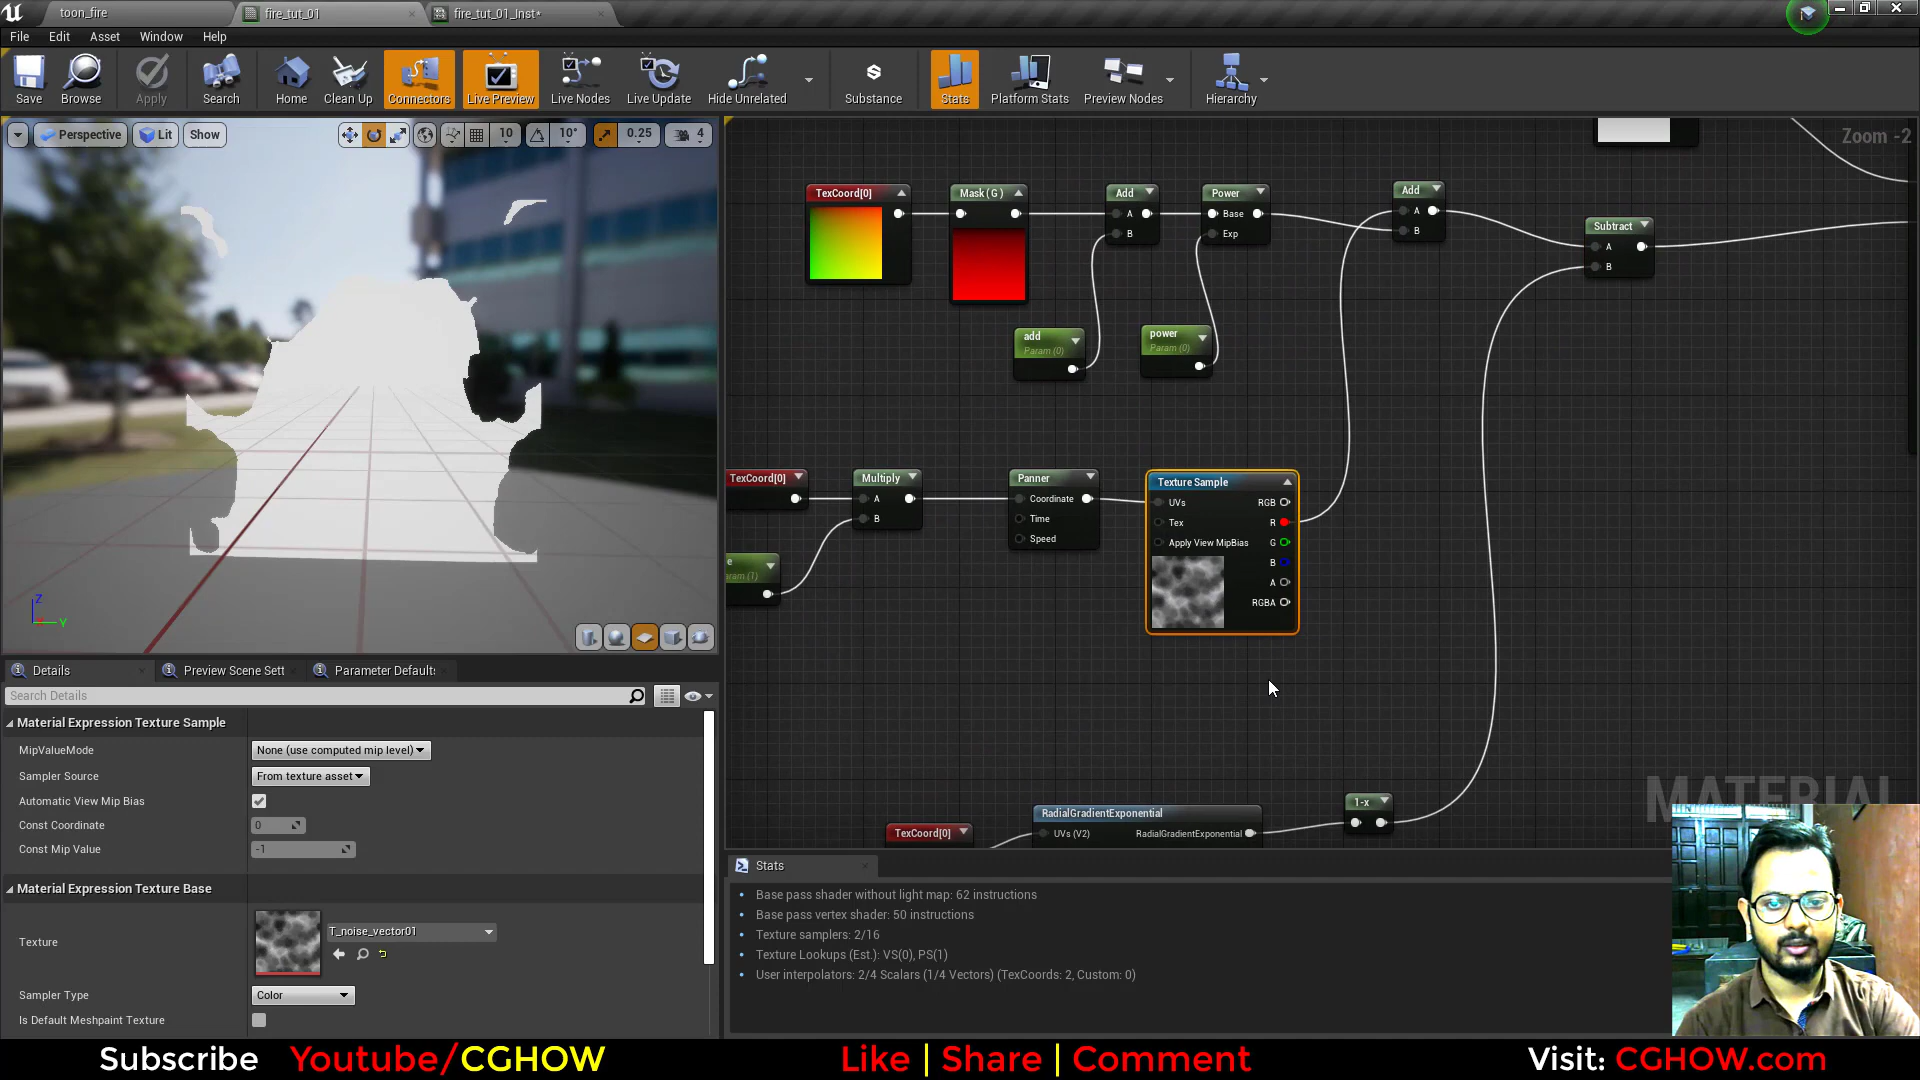 toon_fire
fire_tut_01
fire_tut_01_Inst*
File Edit Asset Window Help
Save Browse Apply Search Home Clean Up Connectors Live Preview Live Nodes Live Update Hide Unrelated Substance Stats Platform Stats Preview Nodes Hierarchy
Perspective Lit Show 10 10° 0.25 4
Zoom -2
TexCoord[0] Mask ( G ) Add Power Add Subtract
A B
Base Exp
A B
A B
add
Param (0)
power
Param (0)
TexCoord[0] Multiply Panner Texture Sample
A B
Coordinate Time Speed
UVs RGB
Tex R
Apply View MipBias G
B
A
RGBA
e
aram (1)
Z
Y
MATERIAL
TexCoord[0] RadialGradientExponential 1-x
UVs (V2) RadialGradientExponential
Details Preview Scene Sett Parameter Defaults
Search Details
Material Expression Texture Sample
MipValueMode None (use computed mip level)
Sampler Source From texture asset
Automatic View Mip Bias
Const Coordinate 0
Const Mip Value -1
Material Expression Texture Base
Texture T_noise_vector01
Sampler Type Color
Is Default Meshpaint Texture
Stats
Base pass shader without light map: 62 instructions
Base pass vertex shader: 50 instructions
Texture samplers: 2/16
Texture Lookups (Est.): VS(0), PS(1)
User interpolators: 2/4 Scalars (1/4 Vectors) (TexCoords: 2, Custom: 0)
Subscribe Youtube/CGHOW Like | Share | Comment Visit: CGHOW.com